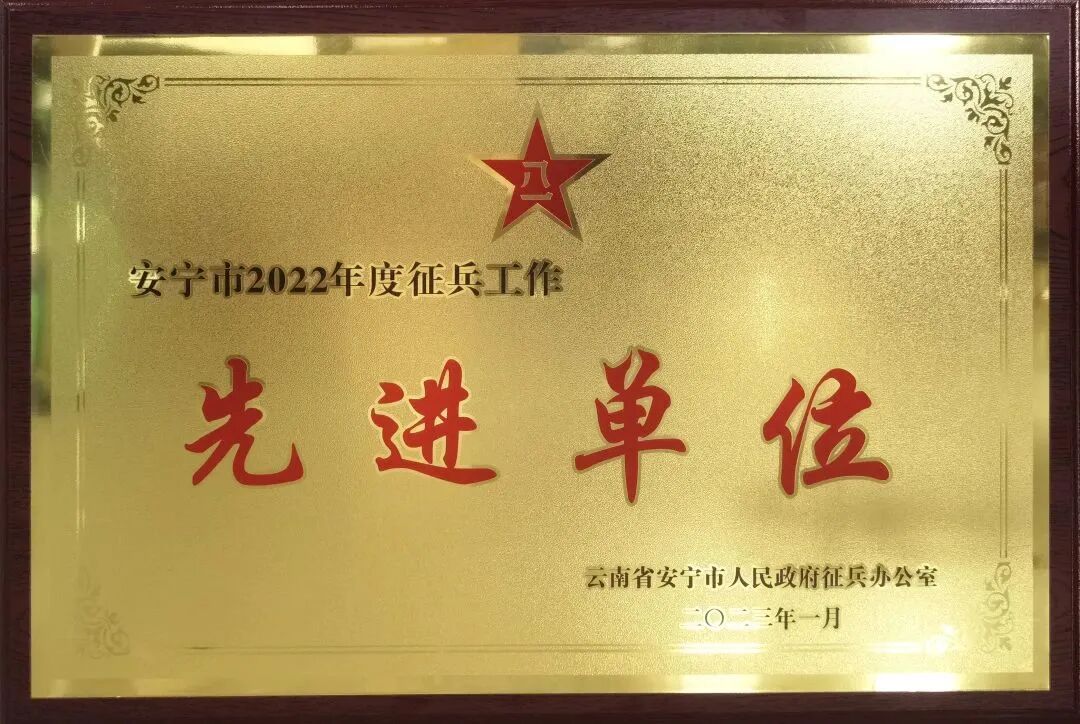 八一
安宁市2022年度征兵工作
先进单位
云南省安宁市人民政府征兵办公室
二〇二三年一月